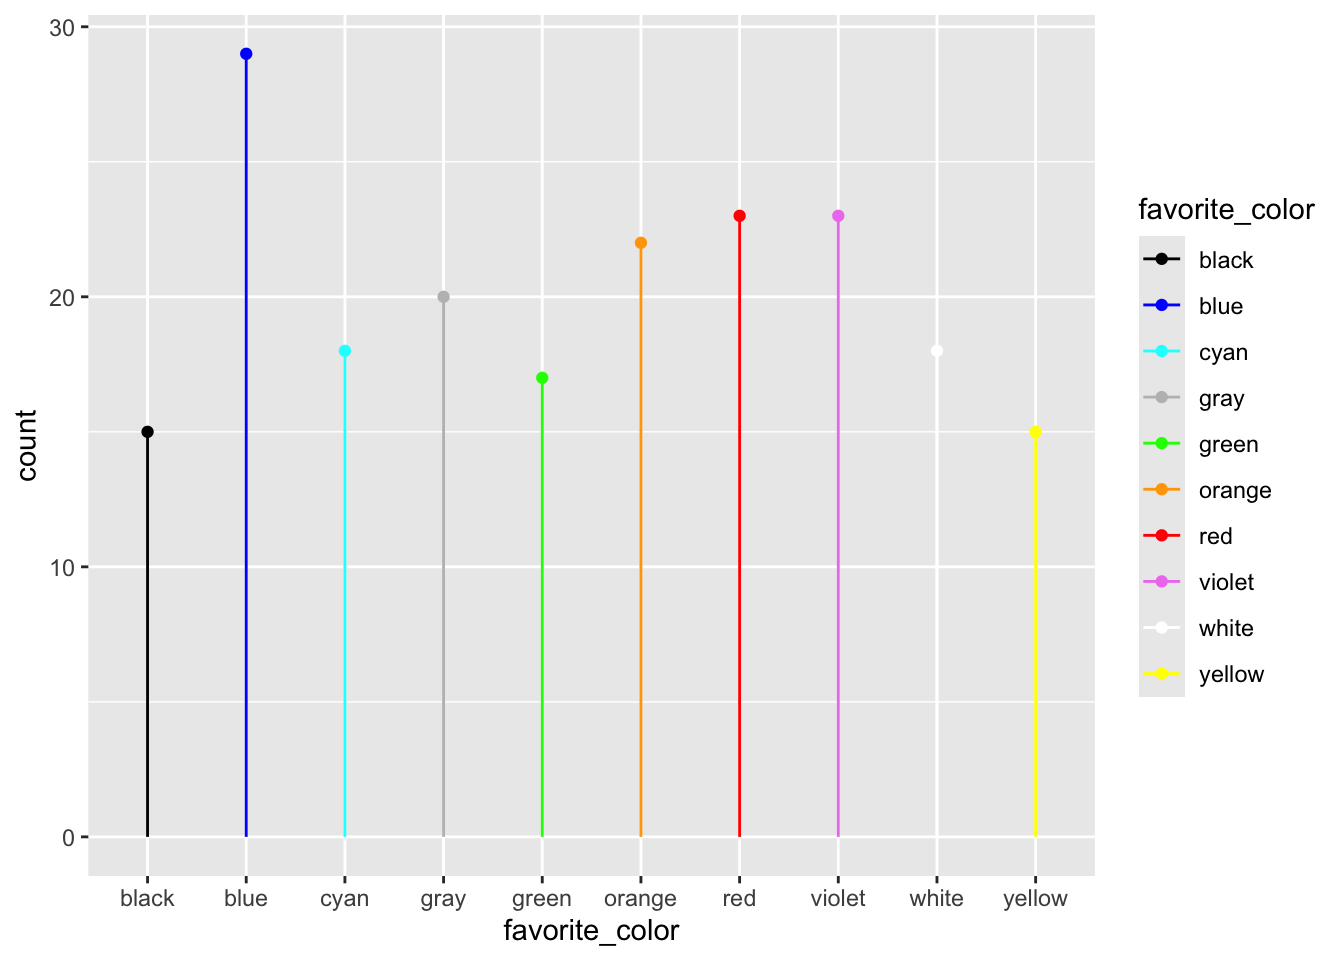 30
20
10
0
count
black blue cyan gray green orange red violet white yellow
favorite_color
favorite_color
black
blue
cyan
gray
green
orange
red
violet
white
yellow